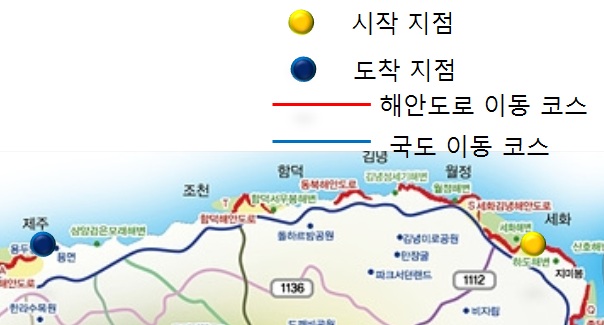 시작 지점
도착 지점
해안도로 이동 코스
국도 이동 코스
김녕
함덕
월정
김녕성세기해변
조천
동북해안도로
월정해변
T
함덕서우봉해변
S 세화김녕해안도로
함덕해안도로
세화
제주
삼양검은모래해변
세화해변
돌하르방공원
김녕미로공원
용두
용연
만장굴
하도해변
신흥해
A
파크서던랜드
지미봉
해안도로
1136
1112
한라수목원
비자림
Q